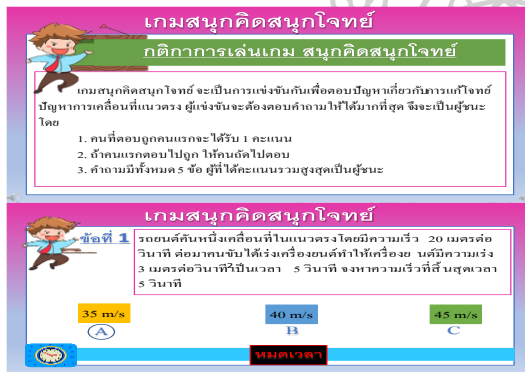 เกมสนุกคิดสนุกโจทย์
กติกาการเล่นเกม สนุกคิดสนุกโจทย์
เกมสนุกคิดสนุกโจทย์ จะเป็นการแข่งขันกันเพื่อตอบปัญหาเกี่ยวกับการแก้โจทย์
ปัญหาการเคลื่อนที่แนวตรง ผู้แข่งขันจะต้องตอบคำถามให้ได้มากที่สุด จึงจะเป็นผู้ชนะ
โดย
1. คนที่ตอบถูกคนแรกจะได้รับ 1 คะแนน
2. ถ้าคนแรกตอบไม่ถูก ให้คนถัดไปตอบ
3. คำถามมีทั้งหมด 5 ข้อ ผู้ที่ได้คะแนนรวมสูงสุดเป็นผู้ชนะ
เกมสนุกคิดสนุกโจทย์
ข้อที่ 1 รถยนต์คันหนึ่งเคลื่อนที่ในแนวตรงโดยมีความเร็ว 20 เมตรต่อ
วินาที ต่อมาคนขับได้เร่งเครื่องยนต์ทำให้เครื่องย นต์มีความเร่ง
3 เมตรต่อวินาที²เป็นเวลา 5 วินาที จงหาความเร็วที่สิ้ นสุดเวลา
5 วินาที
35 m/s 40 m/s 45 m/s
A B C
หมดเวลา